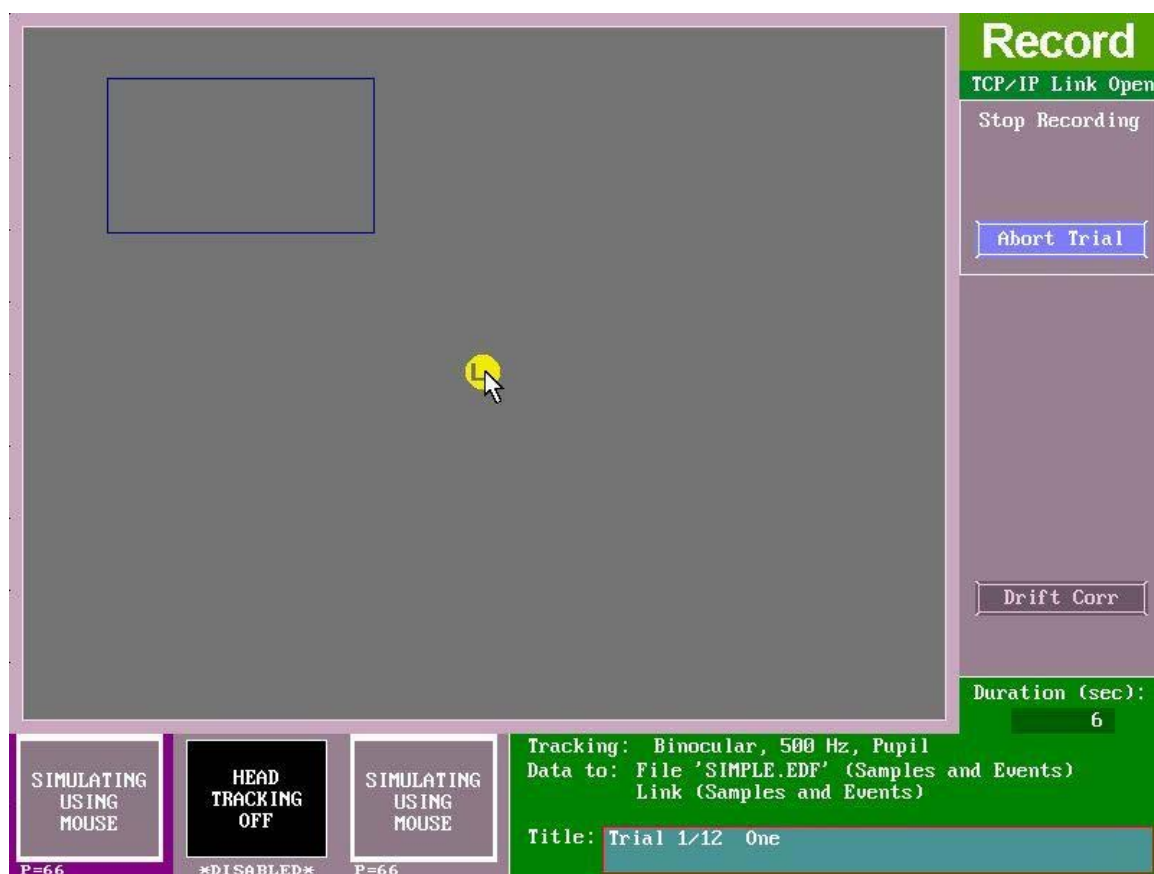 Record
TCP/IP Link Open
Stop Recording
Abort Trial
L
Drift Corr
Duration (sec):
6
SIMULATING
USING
MOUSE
P=66
HEAD
TRACKING
OFF
*DISABLED*
SIMULATING
USING
MOUSE
P=66
Tracking: Binocular, 500 Hz, Pupil
Data to: File 'SIMPLE.EDF' (Samples and Events)
Link (Samples and Events)
Title: Trial 1/12 One